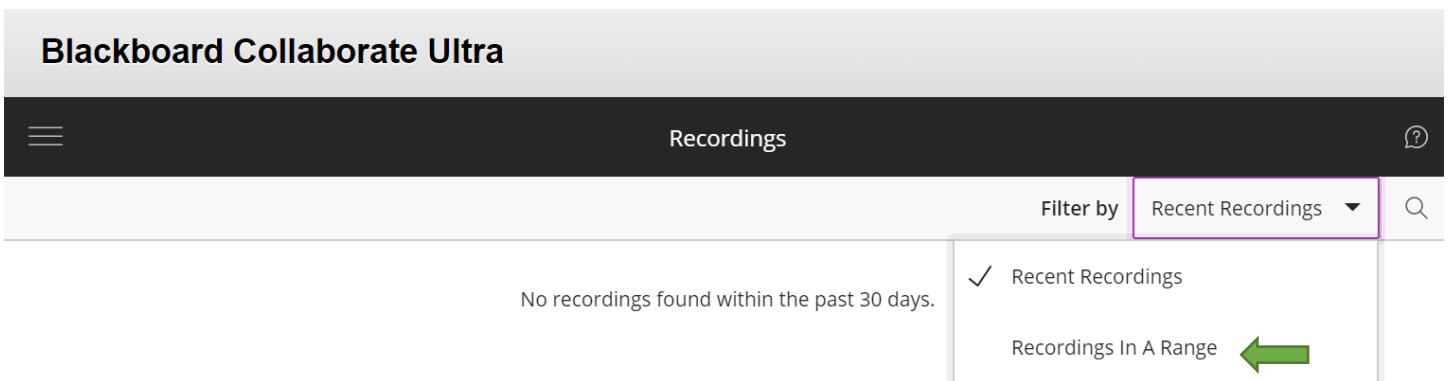 Blackboard Collaborate Ultra
Recordings
Filter by Recent Recordings
Recent Recordings
No recordings found within the past 30 days.
Recordings In A Range